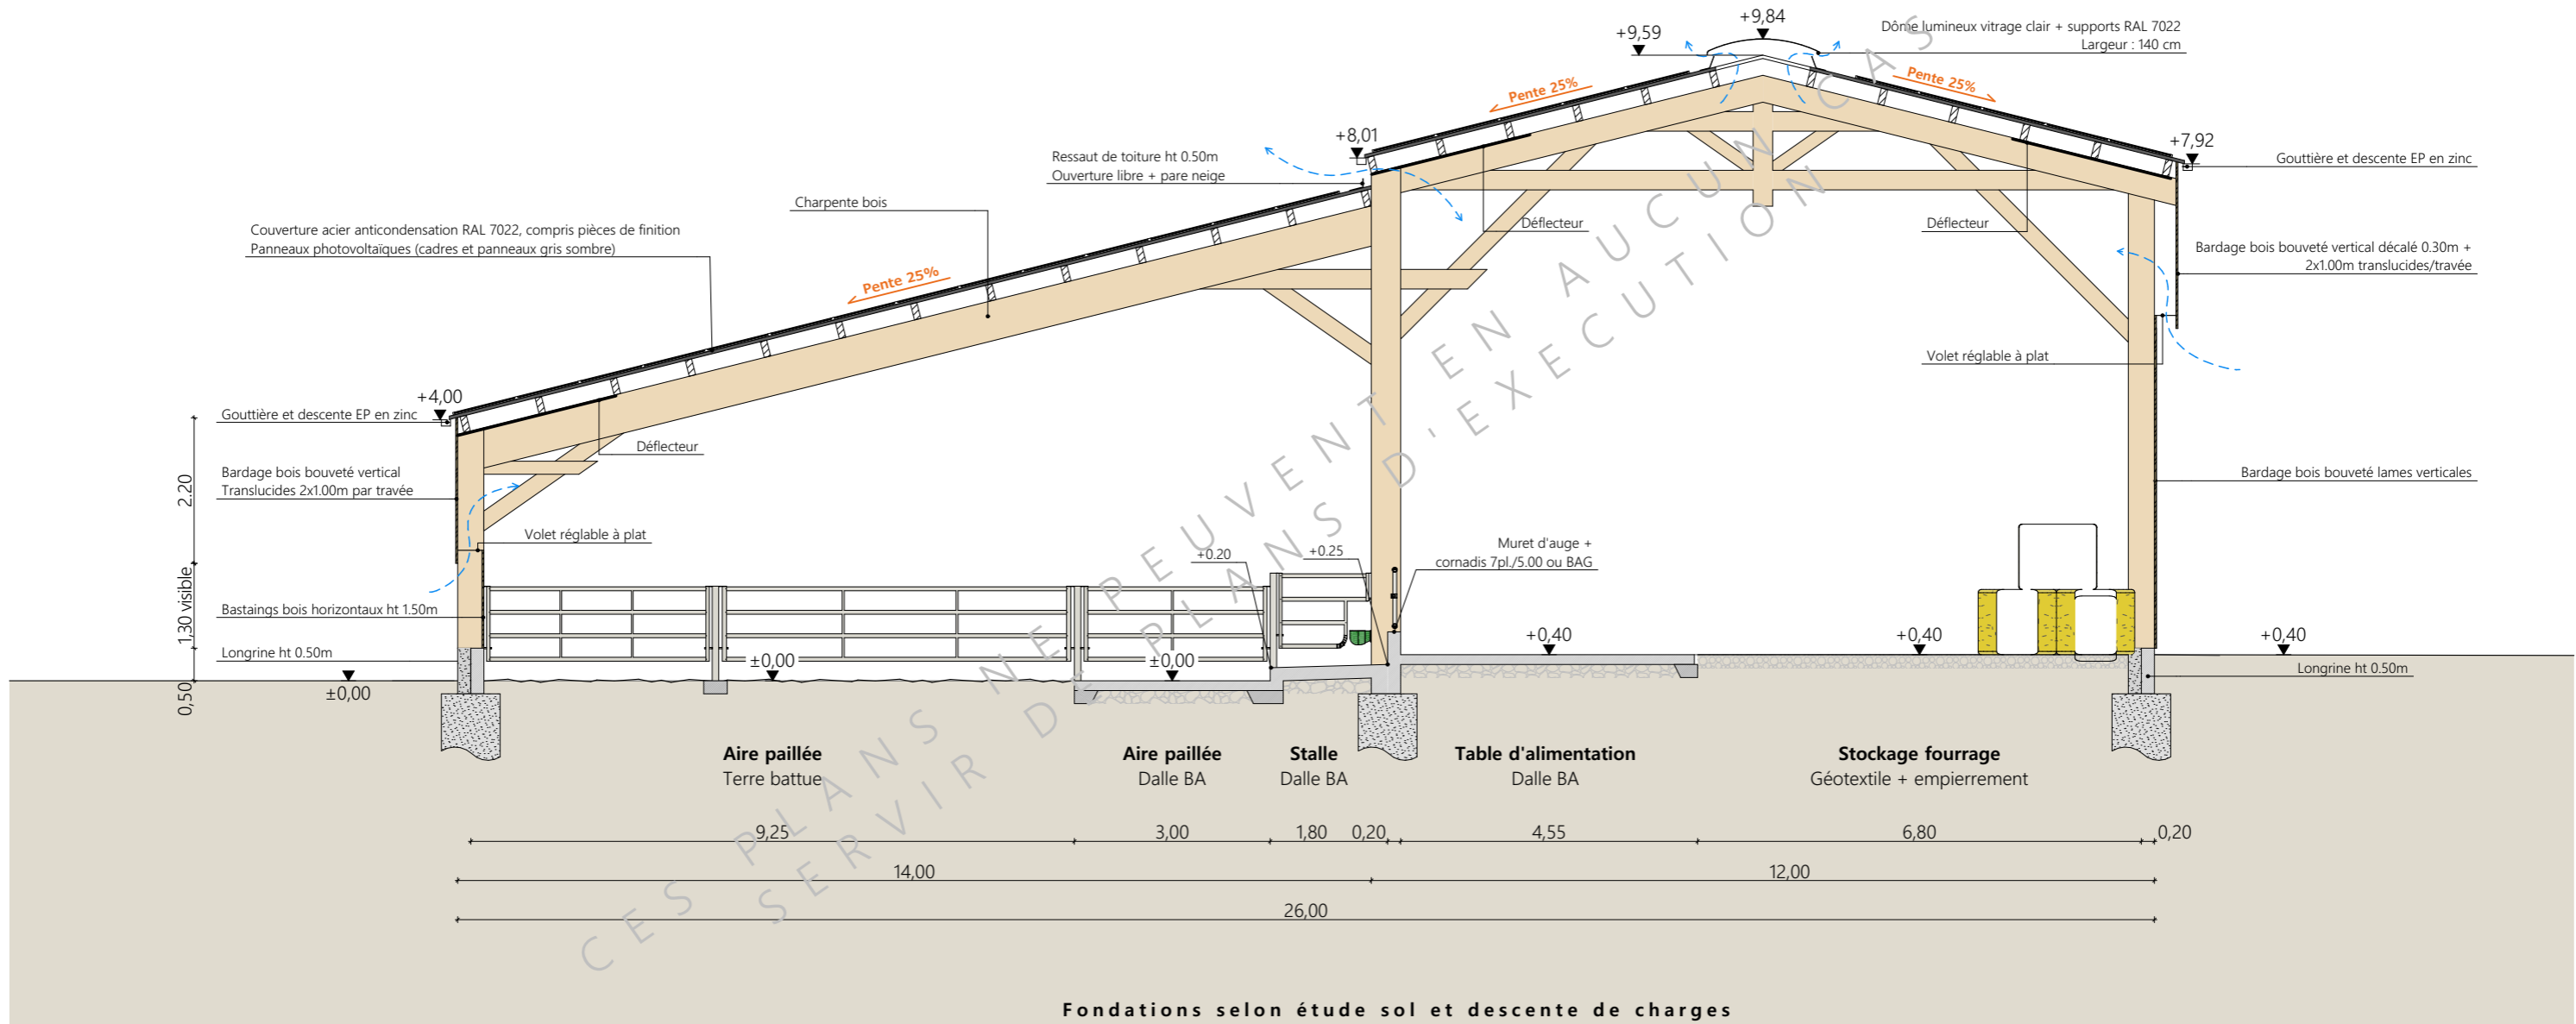 +9,84
+9,59
Dôme lumineux vitrage clair + supports RAL 7022
Largeur : 140 cm
Pente 25%
Pente 25%
+8,01
+7,92
Ressaut de toiture ht 0.50m
Ouverture libre + pare neige
Gouttière et descente EP en zinc
Charpente bois
Déflecteur
Déflecteur
Couverture acier anticondensation RAL 7022, compris pièces de finition
Panneaux photovoltaïques (cadres et panneaux gris sombre)
Bardage bois bouveté vertical décalé 0.30m +
2x1.00m translucides/travée
Pente 25%
Volet réglable à plat
+4,00
Gouttière et descente EP en zinc
Déflecteur
Bardage bois bouveté vertical
Translucides 2x1.00m par travée
Bardage bois bouveté lames verticales
2.20
Volet réglable à plat
+0.20
+0.25
Muret d'auge +
cornadis 7pl./5.00 ou BAG
1,30 visible
Bastaings bois horizontaux ht 1.50m
+0,40
+0,40
+0,40
Longrine ht 0.50m
±0,00
±0,00
±0,00
Longrine ht 0.50m
0,50
Aire paillée
Terre battue
Aire paillée
Dalle BA
Stalle
Dalle BA
Table d'alimentation
Dalle BA
Stockage fourrage
Géotextile + empierrement
9,25
3,00
1,80
0,20
4,55
6,80
0,20
14,00
12,00
26,00
CES PLANS NE PEUVENT EN AUCUN CAS
SERVIR DE PLANS D'EXECUTION
Fondations selon étude sol et descente de charges